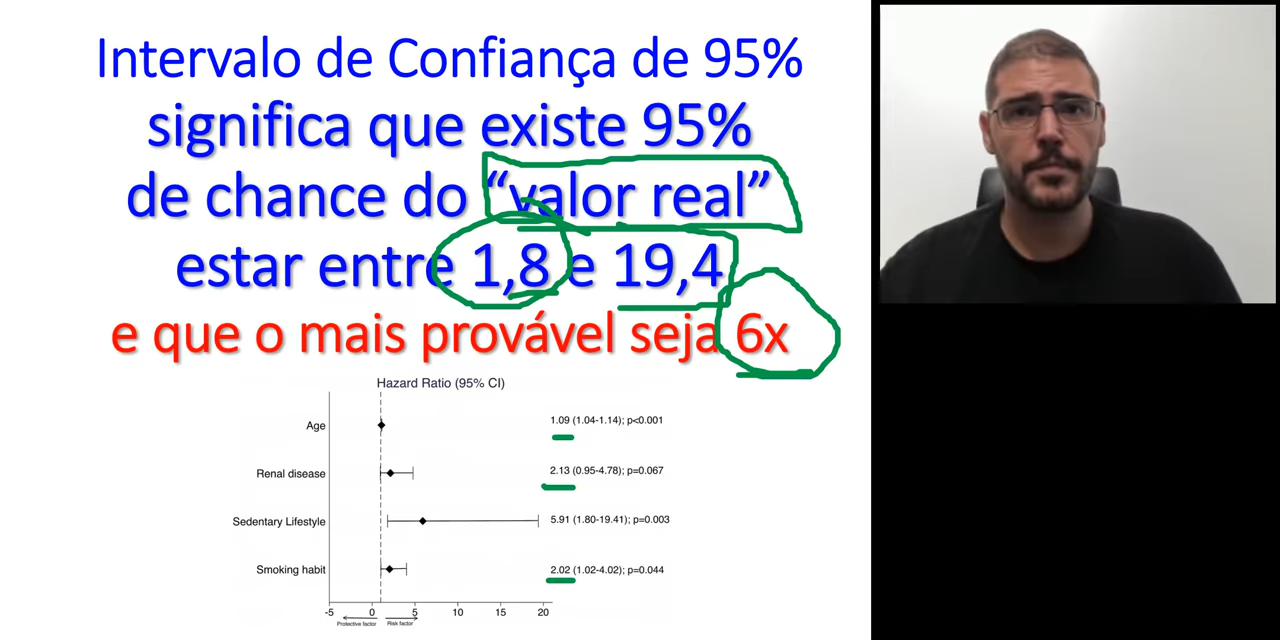 Intervalo de Confiança de 95%
significa que existe 95%
de chance do “valor real”
estar entre 1,8 e 19,4
e que o mais provável seja 6x
Hazard Ratio (95% CI)
Age 1.09 (1.04-1.14); p<0.001
Renal disease 2.13 (0.95-4.78); p=0.067
Sedentary Lifestyle 5.91 (1.80-19.41); p=0.003
Smoking habit 2.02 (1.02-4.02); p=0.044
-5 0 5 10 15 20
Protective factor Risk factor